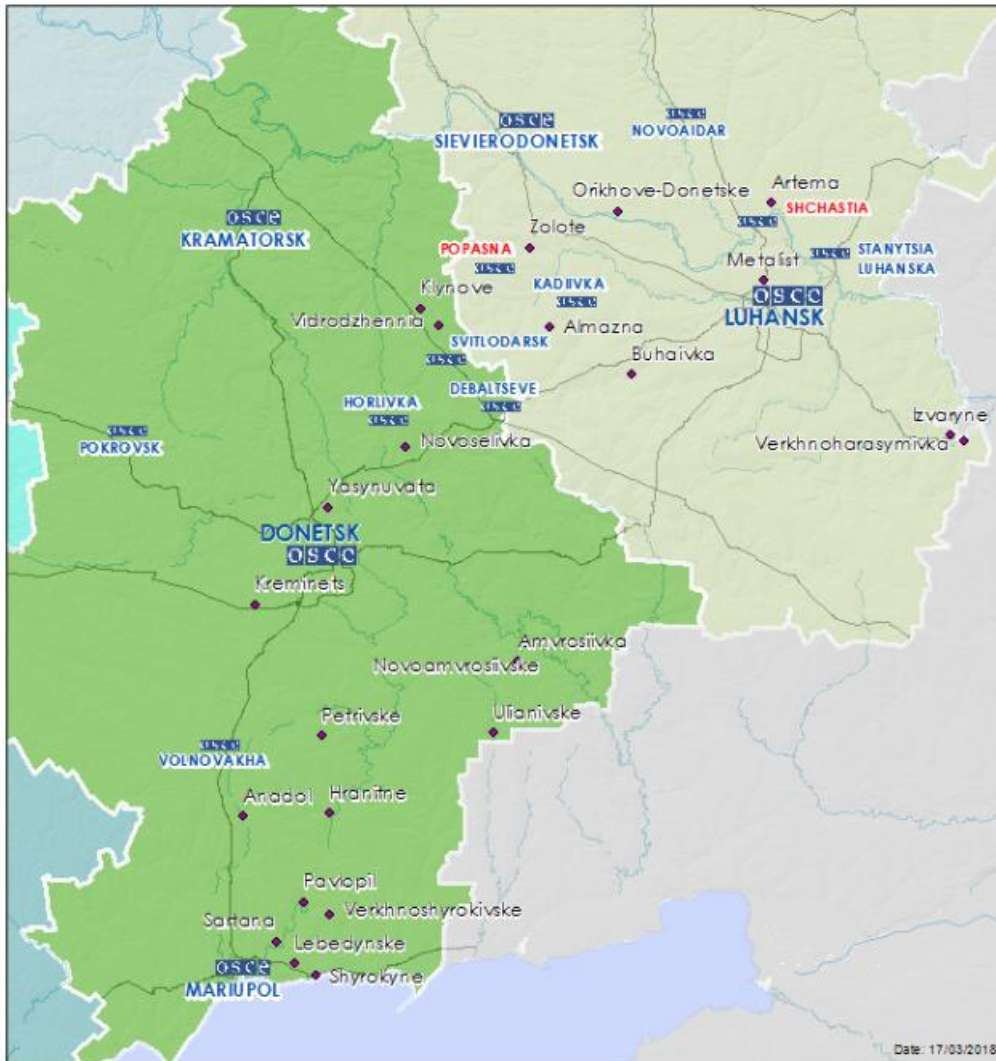 OSCE
SIEVIERODONETSK
OSCE
NOVOAIDAR
Orikhove-Donetske
Artema
SHCHASTIA
OSCE
OSCE
KRAMATORSK
Zolote
POPASNA
OSCE
OSCE
STANYTSIA
LUHANSKA
Metalist
KADIIVKA
OSCE
OSCE
LUHANSK
Klynove
Vidrodzhennia
SVITLODARSK
OSCE
Almazna
Buhaivka
DEBALTSEVE
OSCE
HORLIVKA
OSCE
Izvaryne
Verkhnoharasymivka
OSCE
POKROVSK
Novoselivka
Yasynuvata
DONETSK
OSCE
Kreminets
Amvrosiivka
Novoamvrosiivske
Petrivske
Ulianivske
OSCE
VOLNOVAKHA
Anadol
Hranitne
Pavlopil
Verkhnoshyrokivske
Sartana
Lebedynske
OSCE
MARIUPOL
Shyrokyne
Date: 17/03/2018